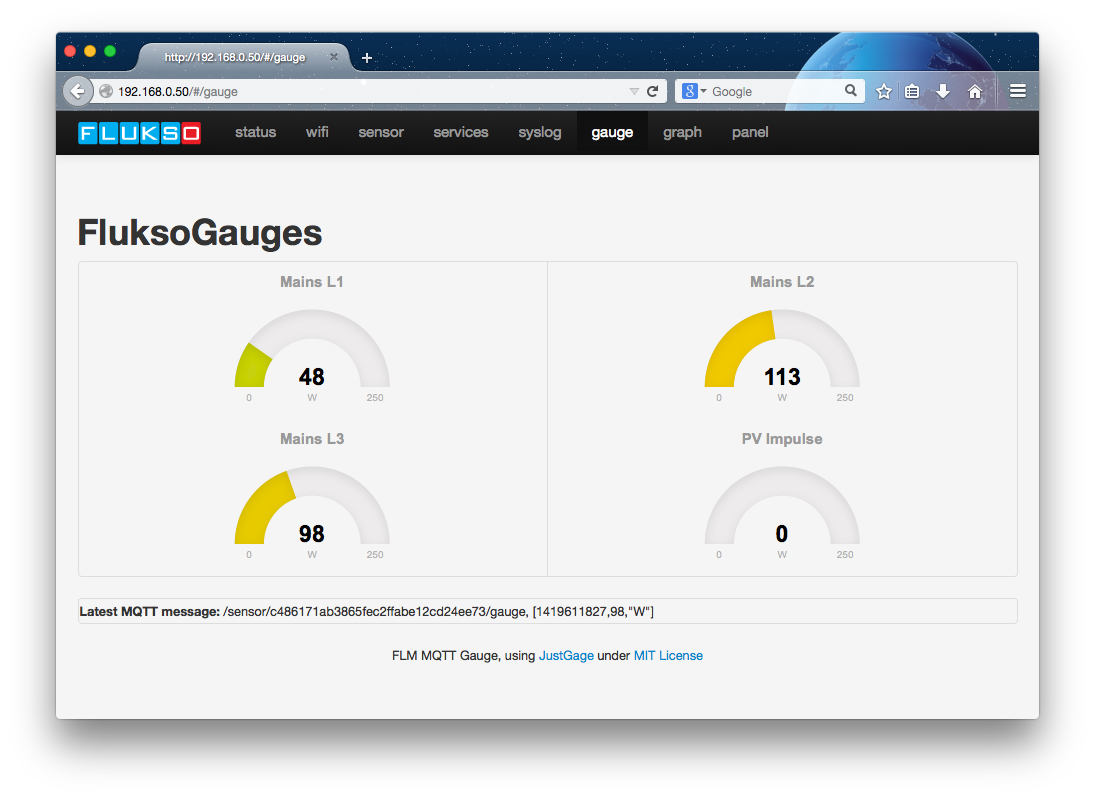 http://192.168.0.50/#/gauge
192.168.0.50/#/gauge
8 Google
FLUKSO status wifi sensor services syslog gauge graph panel
FluksoGauges
Mains L1 Mains L2
48 113
0 W 250 0 W 250
Mains L3 PV Impulse
98 0
0 W 250 0 W 250
Latest MQTT message: /sensor/c486171ab3865fec2ffabe12cd24ee73/gauge, [1419611827,98,"W"]
FLM MQTT Gauge, using JustGage under MIT License